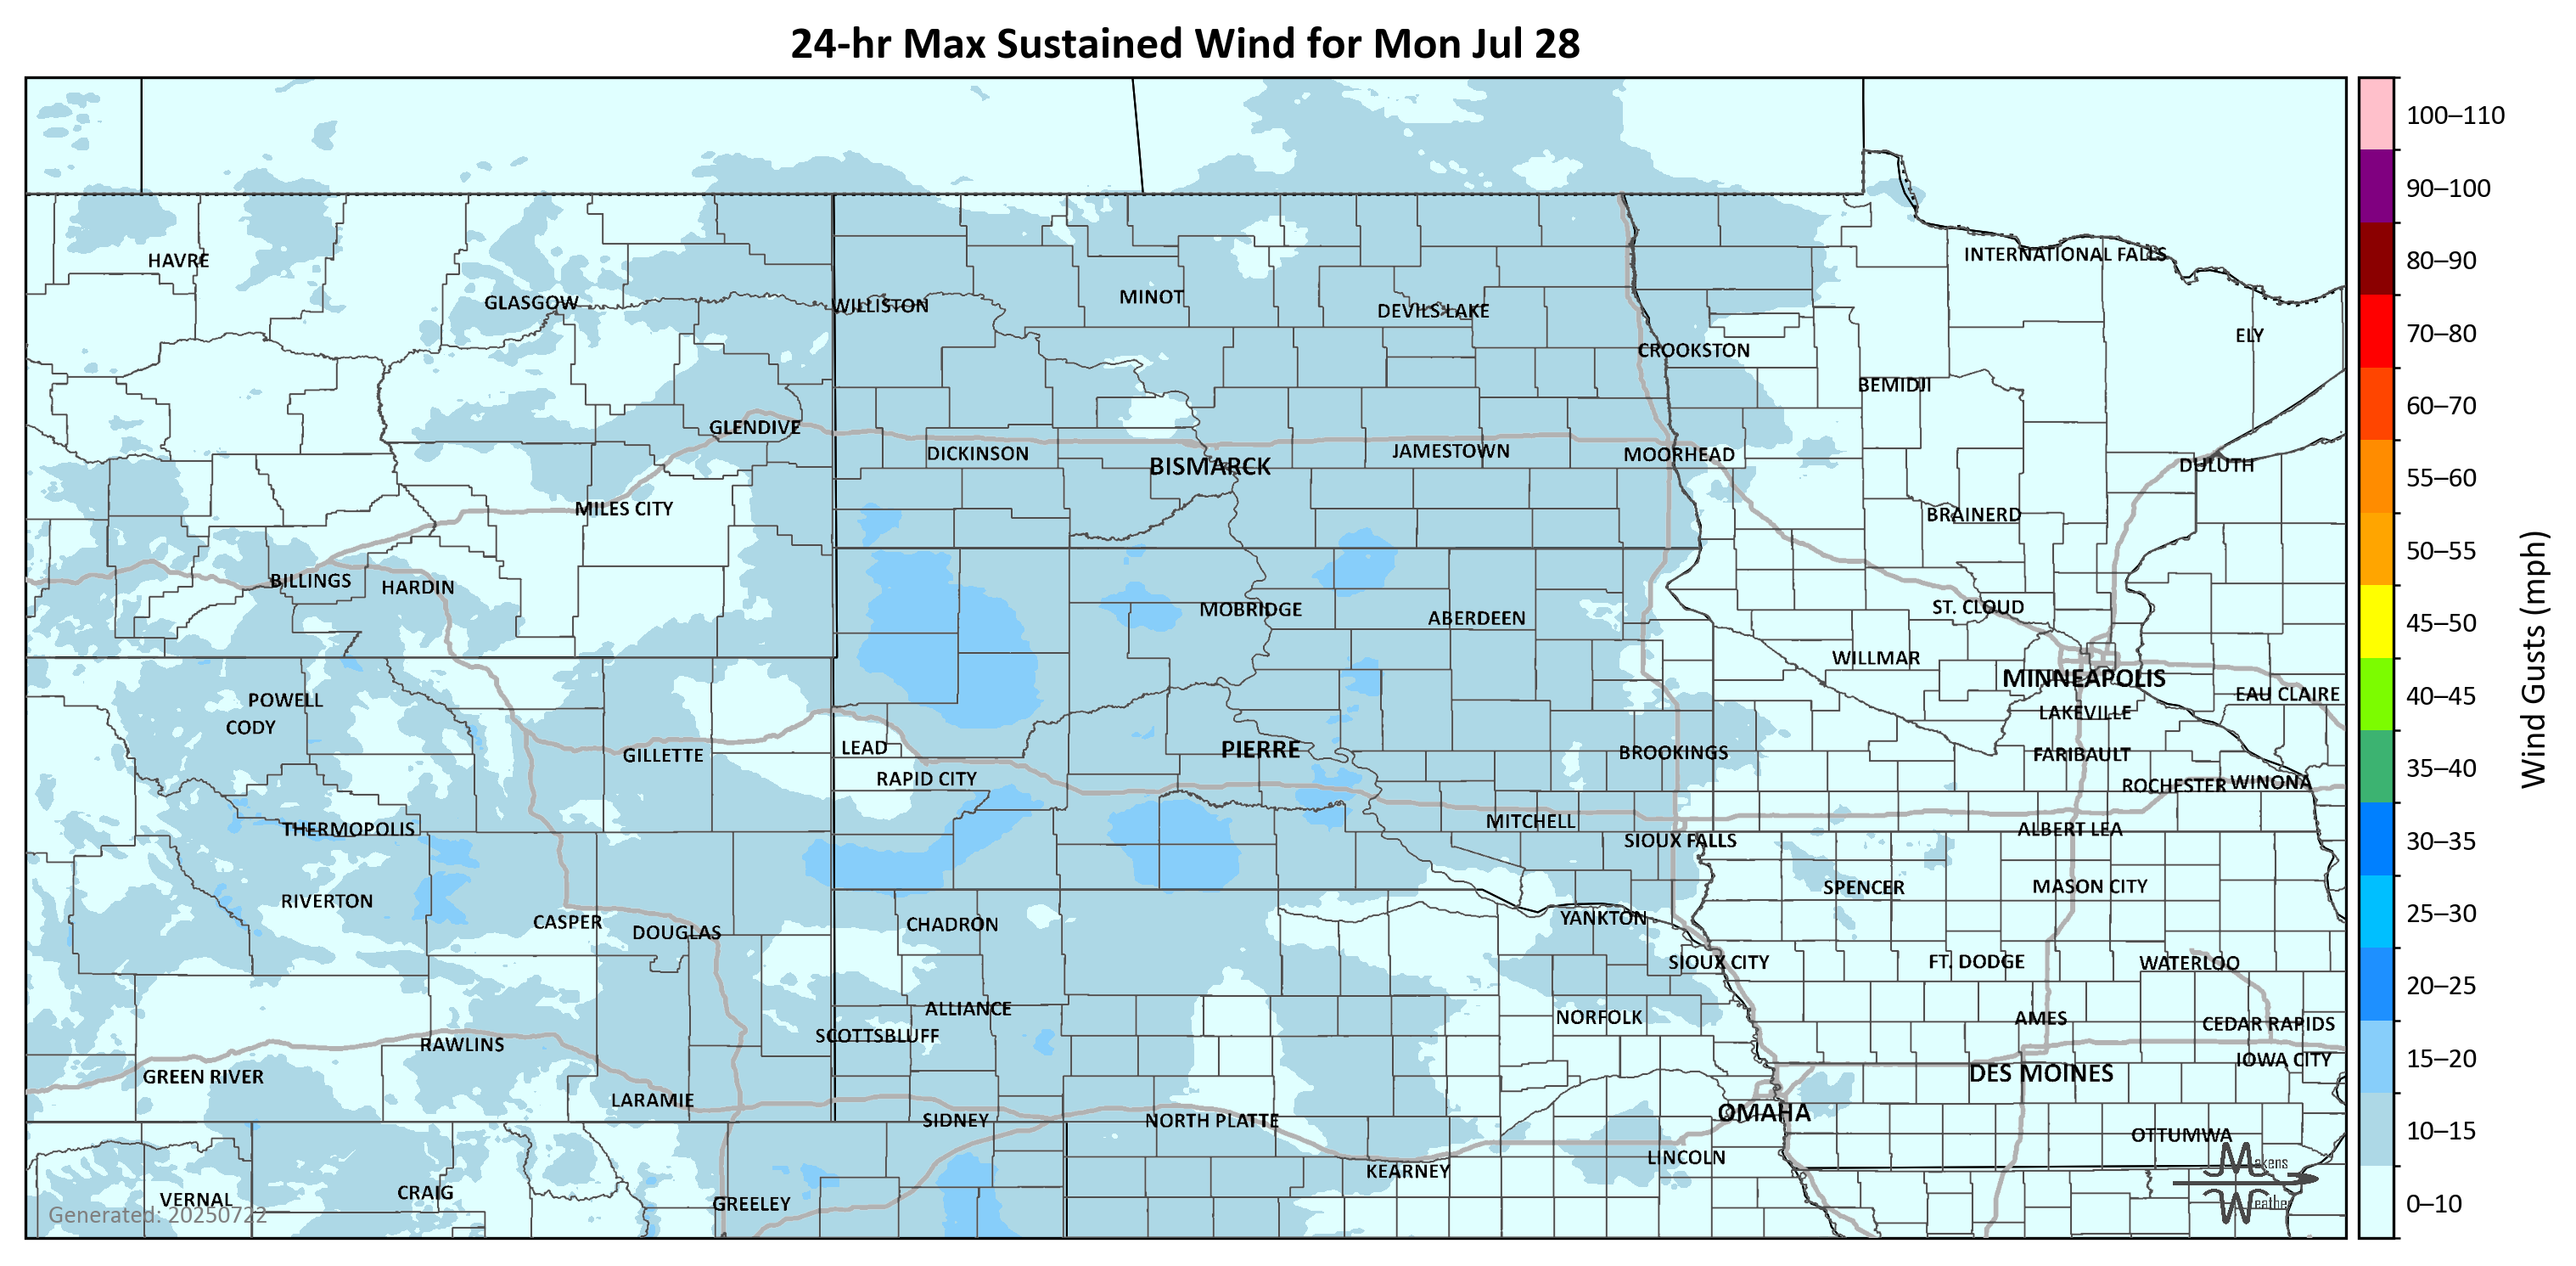 24-hr Max Sustained Wind for Mon Jul 28
100–110
90–100
80–90
70–80
60–70
55–60
50–55
45–50
40–45
35–40
30–35
25–30
20–25
15–20
10–15
0–10
Wind Gusts (mph)
HAVRE
GLASGOW
WILLISTON
MINOT
DEVILS LAKE
INTERNATIONAL FALLS
ELY
CROOKSTON
BEMIDJI
GLENDIVE
DICKINSON
BISMARCK
JAMESTOWN
MOORHEAD
DULUTH
MILES CITY
BRAINERD
BILLINGS
HARDIN
MOBRIDGE
ABERDEEN
ST. CLOUD
WILLMAR
MINNEAPOLIS
EAU CLAIRE
POWELL
CODY
LAKEVILLE
GILLETTE
LEAD
PIERRE
BROOKINGS
FARIBAULT
RAPID CITY
ROCHESTER
WINONA
THERMOPOLIS
MITCHELL
SIOUX FALLS
ALBERT LEA
RIVERTON
SPENCER
MASON CITY
CASPER
DOUGLAS
CHADRON
YANKTON
SIOUX CITY
FT. DODGE
WATERLOO
ALLIANCE
SCOTTSBLUFF
NORFOLK
AMES
CEDAR RAPIDS
RAWLINS
IOWA CITY
GREEN RIVER
DES MOINES
LARAMIE
SIDNEY
NORTH PLATTE
OMAHA
OTTUMWA
KEARNEY
LINCOLN
VERNAL
CRAIG
GREELEY
Generated: 20250722
Makens
Weather